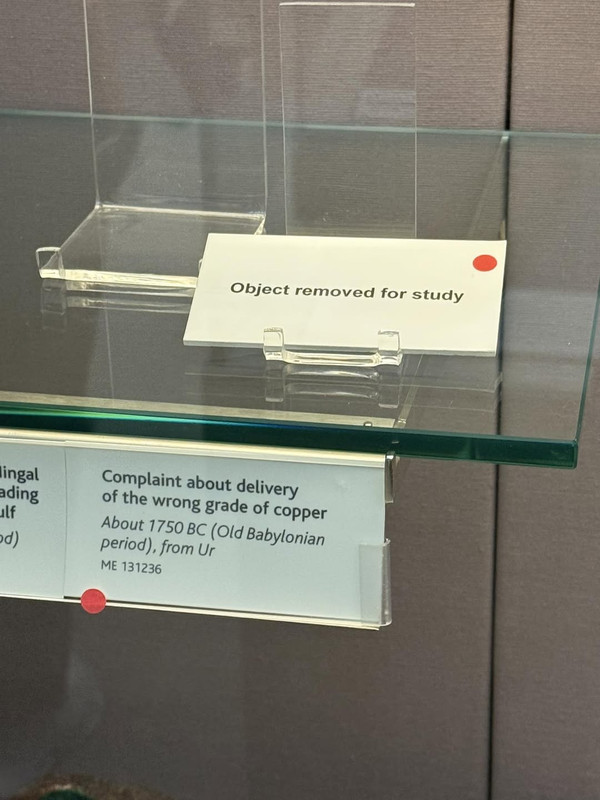 Object removed for study
Complaint about delivery
of the wrong grade of copper
About 1750 BC (Old Babylonian
period), from Ur
ME 131236